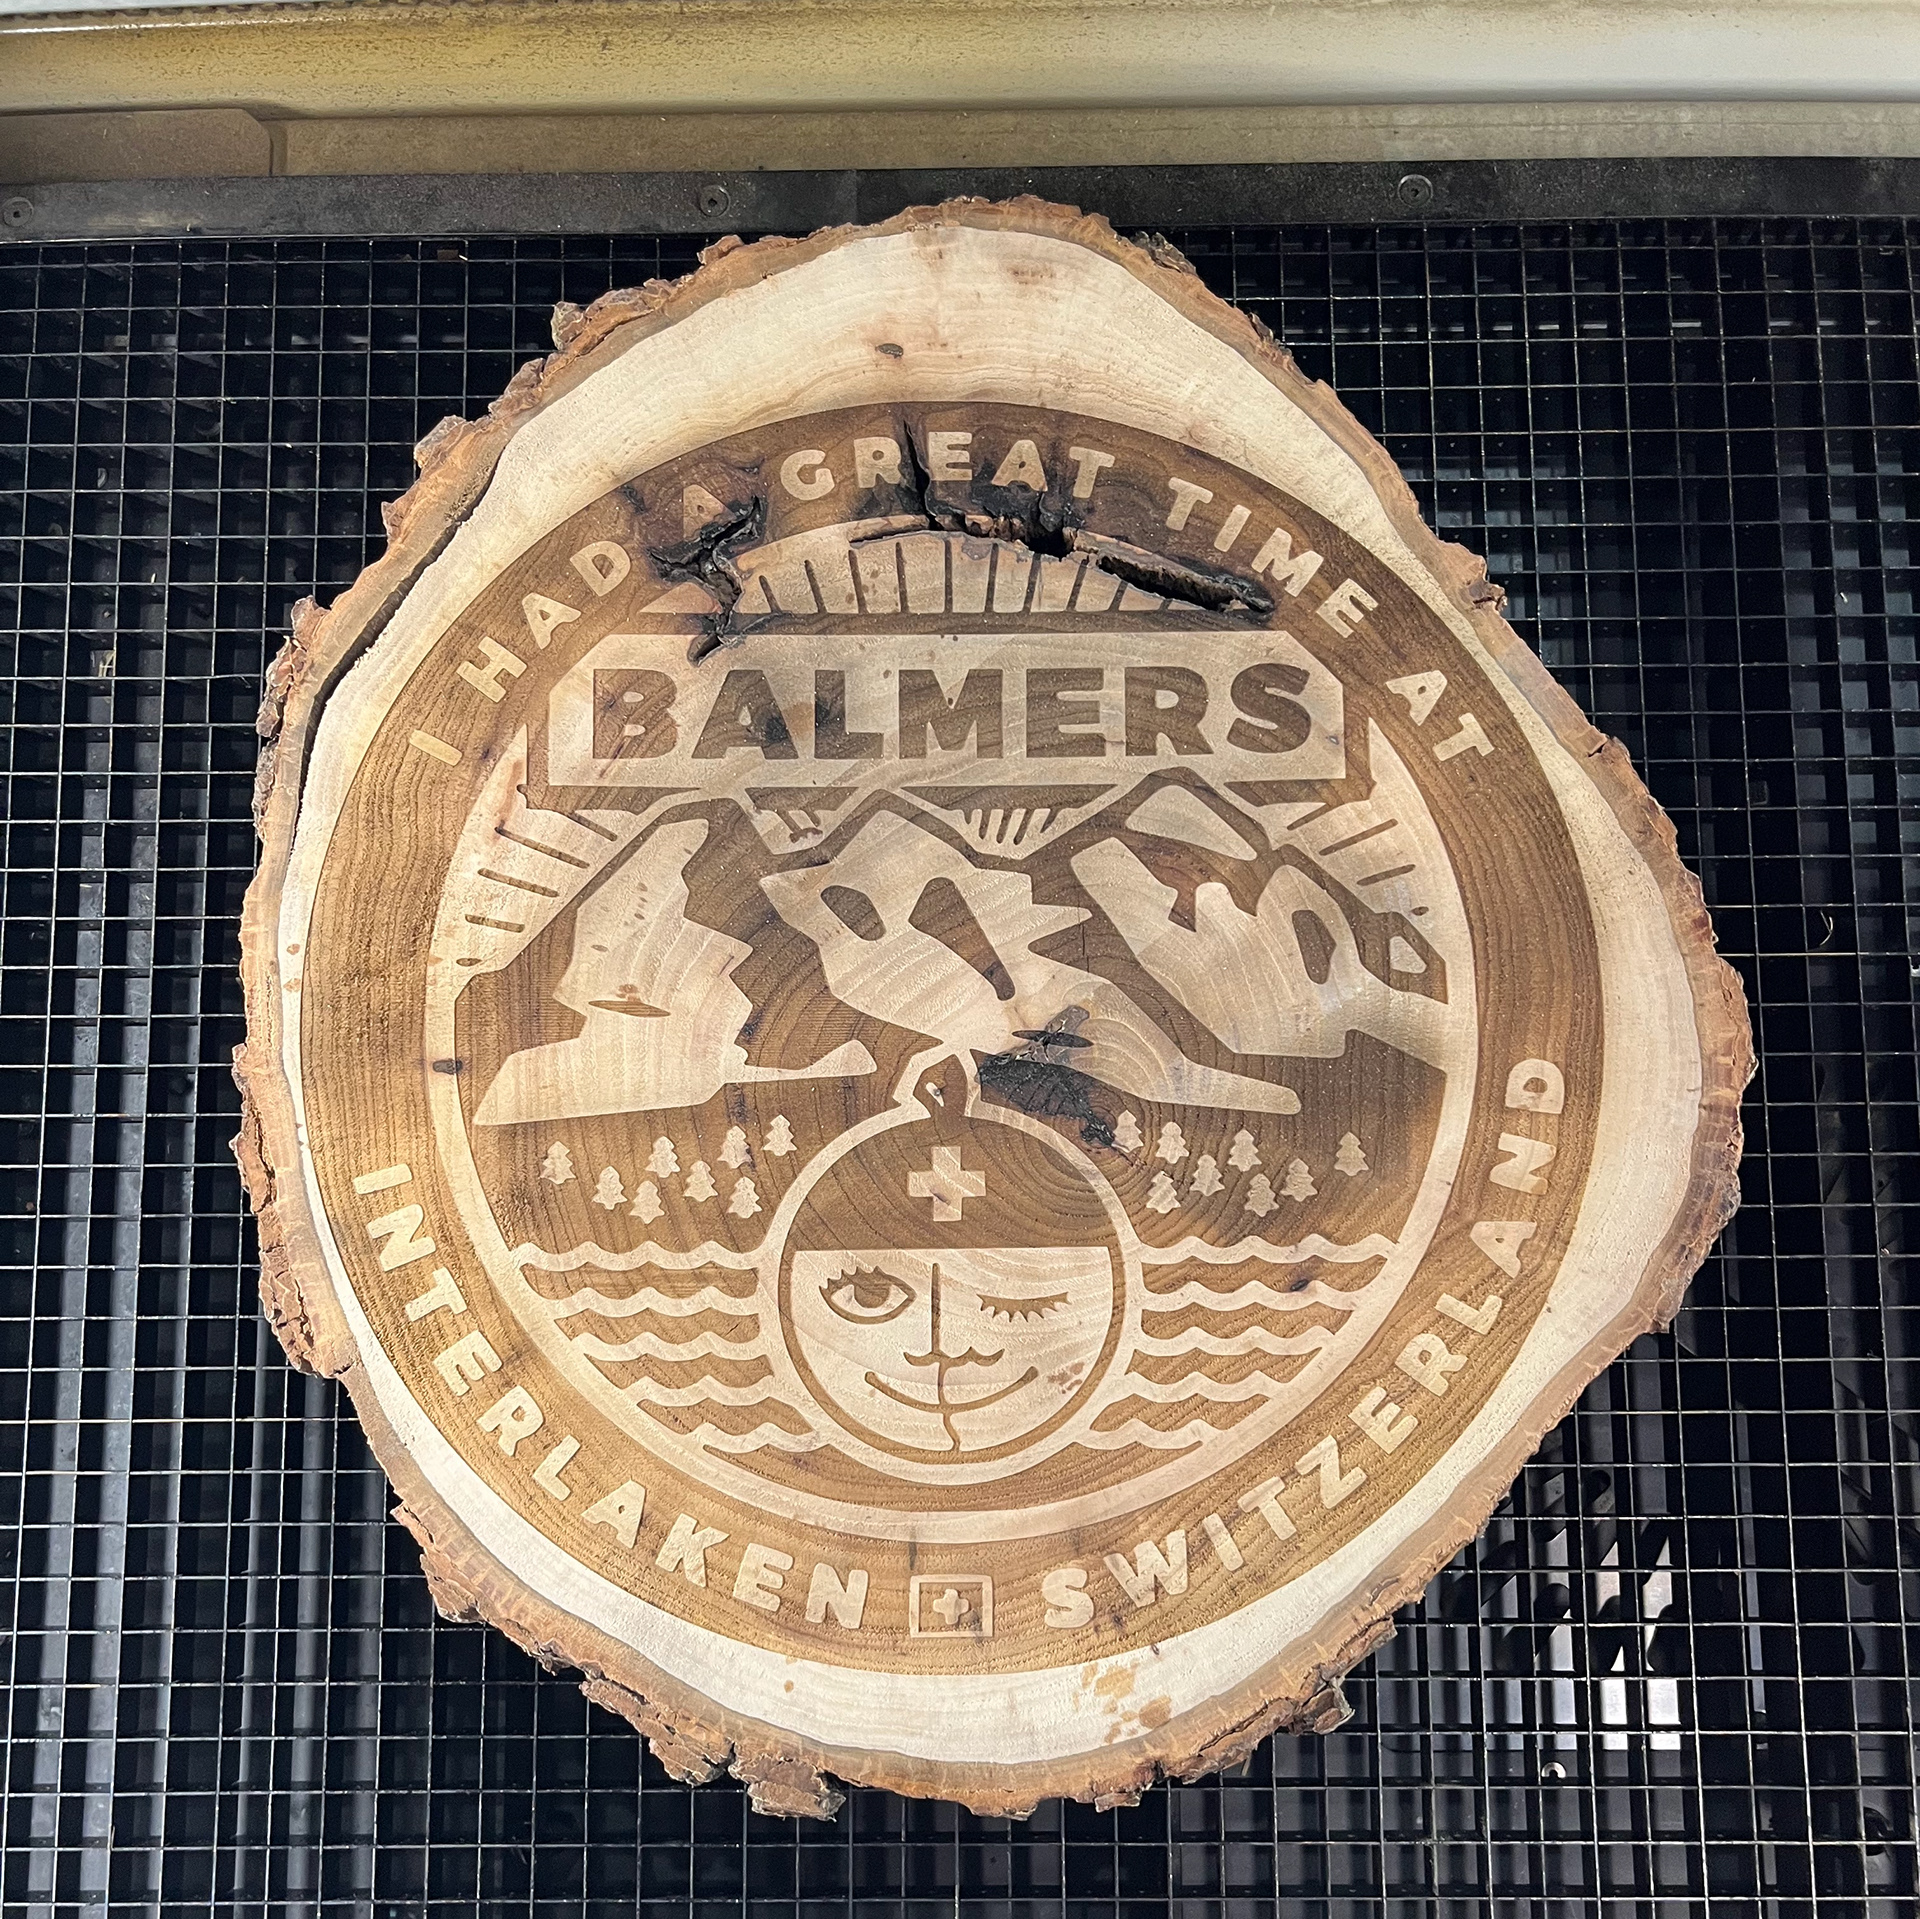 I HAD A GREAT TIME AT
BALMERS
INTERLAKEN SWITZERLAND